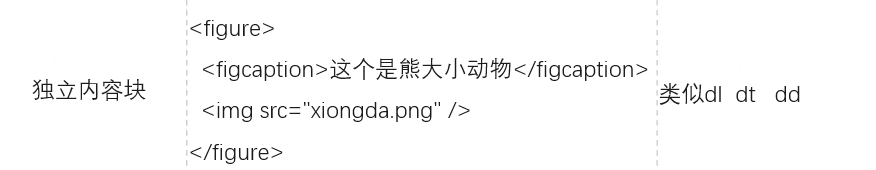 独立内容块
<figure>
<figcaption>这个是熊大小动物</figcaption>
<img src="xiongda.png" />
</figure>
类似dl dt dd